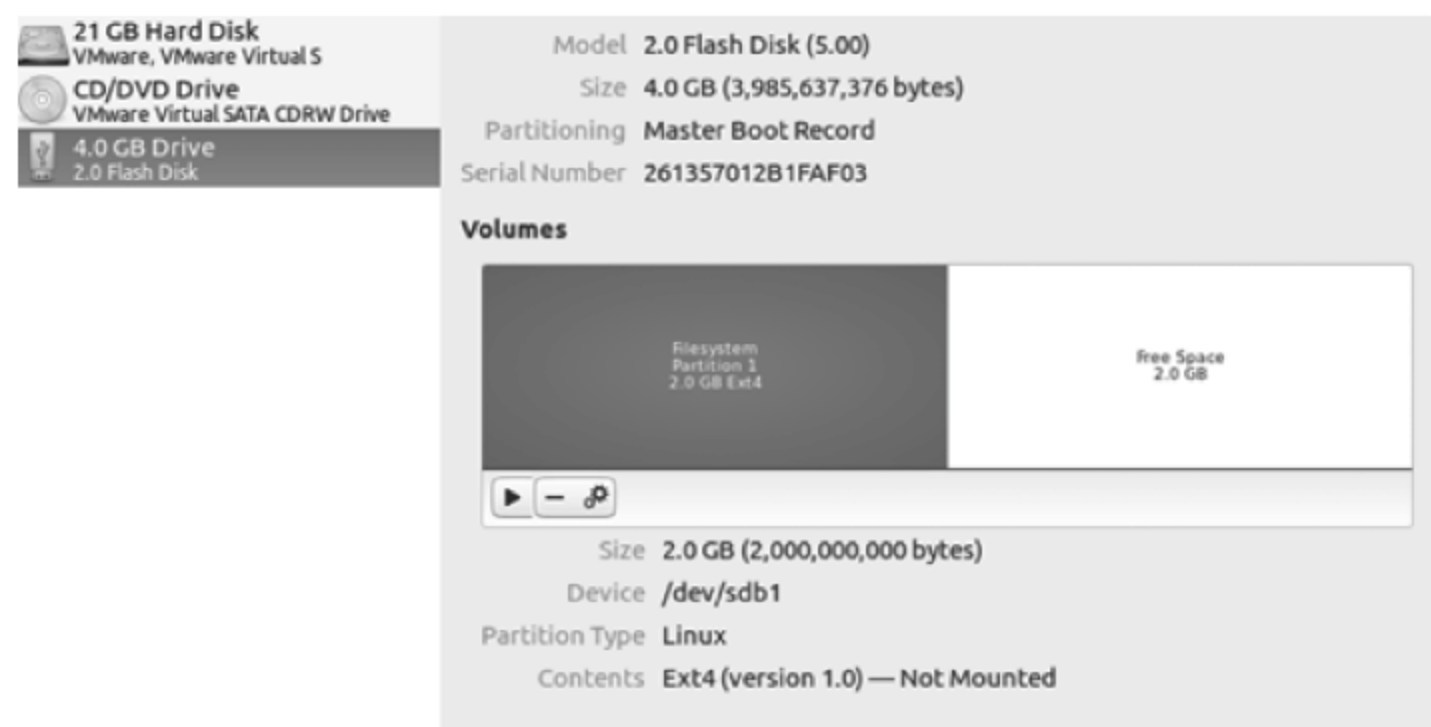 21 GB Hard Disk
VMware, VMware Virtual S
CD/DVD Drive
VMware Virtual SATA CDRW Drive
4.0 GB Drive
2.0 Flash Disk
Model 2.0 Flash Disk (5.00)
Size 4.0 GB (3,985,637,376 bytes)
Partitioning Master Boot Record
Serial Number 261357012B1FAF03
Volumes
Filesystem
Partition 1
2.0 GB Ext4
Free Space
2.0 GB
Size 2.0 GB (2,000,000,000 bytes)
Device /dev/sdb1
Partition Type Linux
Contents Ext4 (version 1.0) — Not Mounted